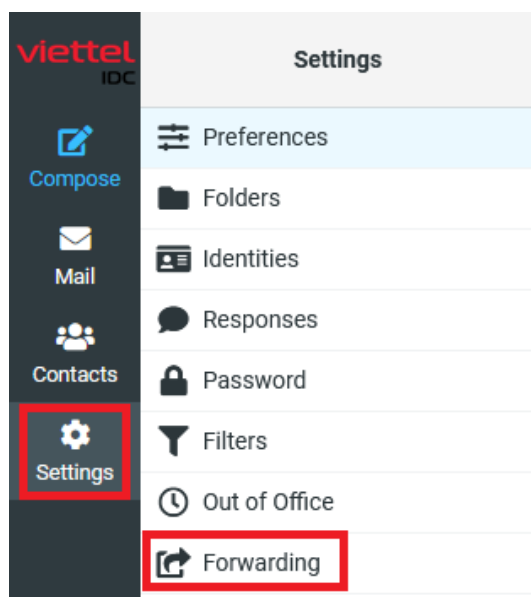 viettel
IDC
Compose
Mail
Contacts
Settings
Settings
Preferences
Folders
Identities
Responses
Password
Filters
Out of Office
Forwarding